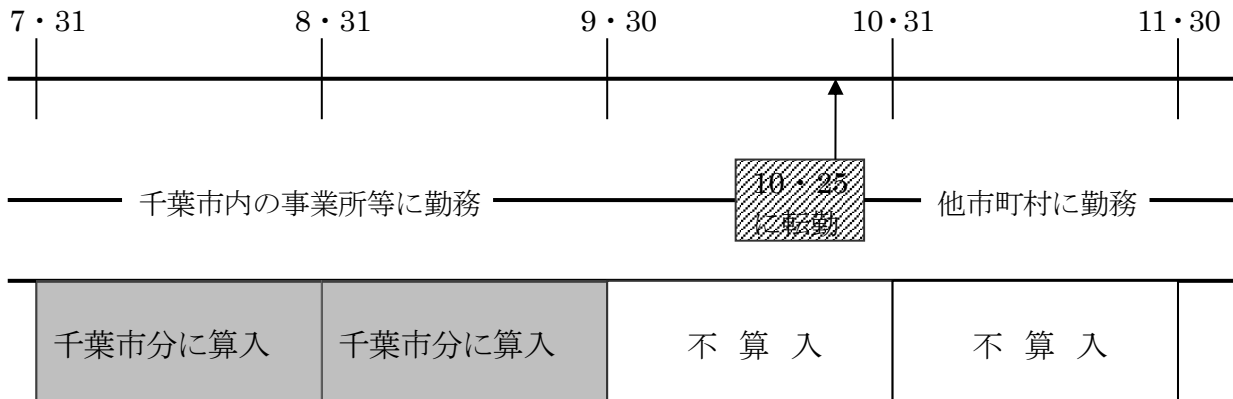 7・31 8・31 9・30 10・31 11・30
千葉市内の事業所等に勤務 10・25 他市町村に勤務
に転勤
千葉市分に算入 千葉市分に算入 不 算 入 不 算 入